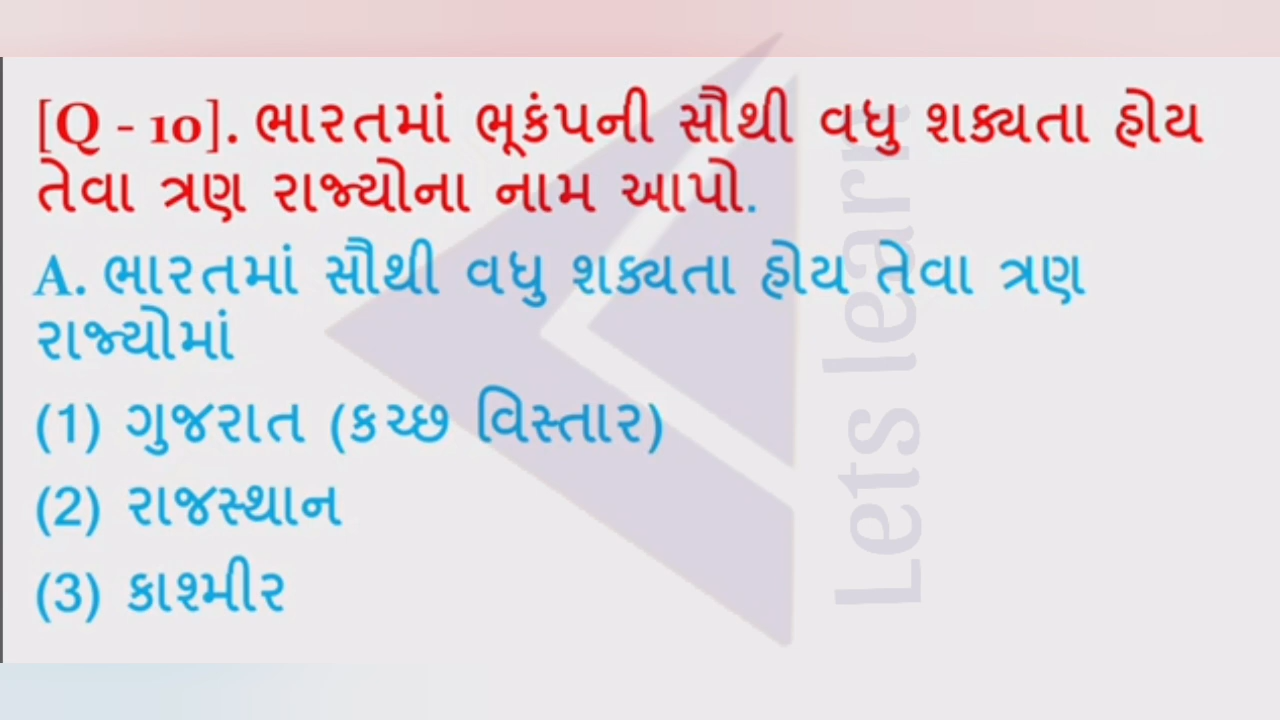 [Q - 10]. ભારતમાં ભૂકંપની સૌથી વધુ શક્યતા હોય
તેવા ત્રણ રાજ્યોના નામ આપો.
A. ભારતમાં સૌથી વધુ શક્યતા હોય તેવા ત્રણ
રાજ્યોમાં
(1) ગુજરાત (કચ્છ વિસ્તાર)
(2) રાજસ્થાન
(3) કાશ્મીર
Lets learn